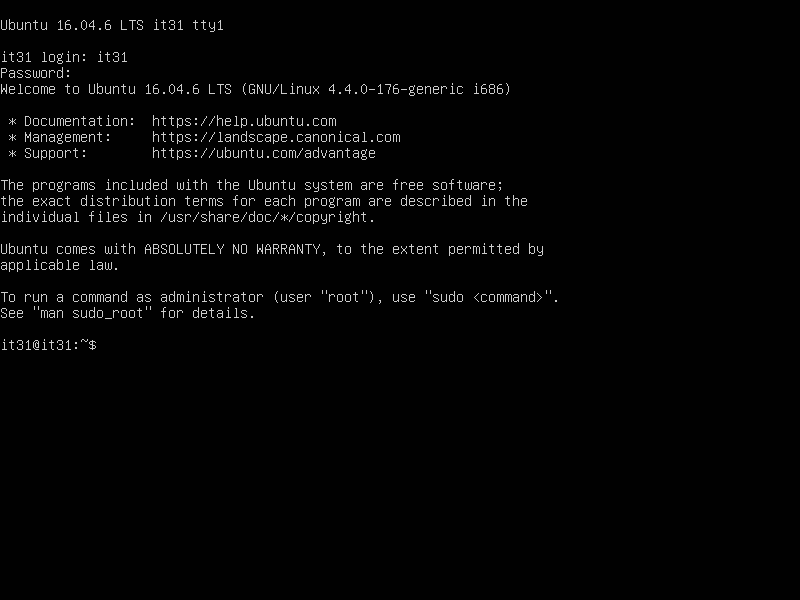 Ubuntu 16.04.6 LTS it31 tty1
it31 login: it31
Password:
Welcome to Ubuntu 16.04.6 LTS (GNU/Linux 4.4.0-176-generic i686)
* Documentation: https://help.ubuntu.com
* Management: https://landscape.canonical.com
* Support: https://ubuntu.com/advantage
The programs included with the Ubuntu system are free software;
the exact distribution terms for each program are described in the
individual files in /usr/share/doc/*/copyright.
Ubuntu comes with ABSOLUTELY NO WARRANTY, to the extent permitted by
applicable law.
To run a command as administrator (user "root"), use "sudo <command>".
See "man sudo_root" for details.
it31@it31:~$